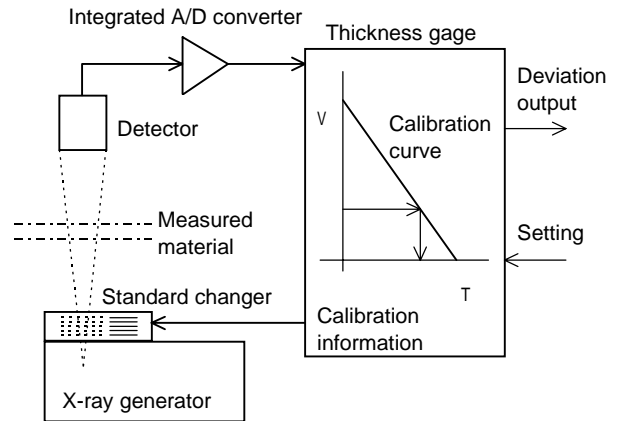 Integrated A/D converter
Thickness gage
Deviation
output
Detector
V
Calibration
curve
Measured
material
Setting
T
Standard changer
Calibration
information
X-ray generator